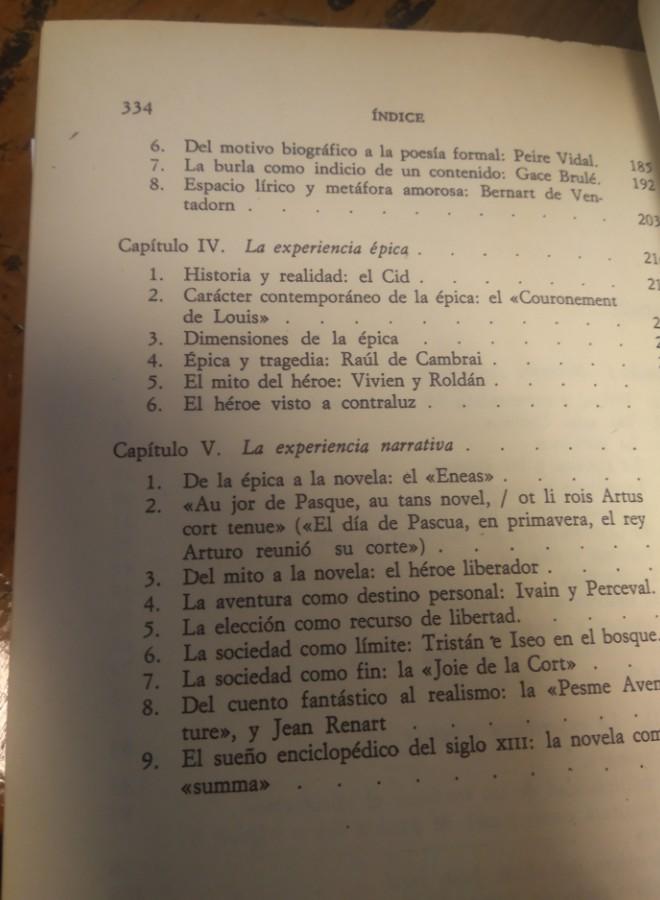 334
ÍNDICE
6. Del motivo biográfico a la poesía formal: Peire Vidal. 185
7. La burla como indicio de un contenido: Gace Brulé. 192
8. Espacio lírico y metáfora amorosa: Bernart de Ven-
tadorn . . . . . . . . . . . 203
Capítulo IV. La experiencia épica . . . . . . 
1. Historia y realidad: el Cid . . . . . .
2. Carácter contemporáneo de la épica: el «Couronement
de Louis» . . . . . . . . . .
3. Dimensiones de la épica . . . . . .
4. Épica y tragedia: Raúl de Cambrai . . . . .
5. El mito del héroe: Vivien y Roldán . . . . .
6. El héroe visto a contraluz . . . . . .
Capítulo V. La experiencia narrativa . . . . .
1. De la épica a la novela: el «Eneas» . . . . .
2. «Au jor de Pasque, au tans novel, / ot li rois Artus
cort tenue» («El día de Pascua, en primavera, el rey
Arturo reunió su corte») . . . . . .
3. Del mito a la novela: el héroe liberador . . . .
4. La aventura como destino personal: Ivain y Perceval.
5. La elección como recurso de libertad. . . . .
6. La sociedad como límite: Tristán e Iseo en el bosque.
7. La sociedad como fin: la «Joie de la Cort» . .
8. Del cuento fantástico al realismo: la «Pesme Aven
ture», y Jean Renart . . . . . . .
9. El sueño enciclopédico del siglo XIII: la novela com
«summa» . . . . . . . .